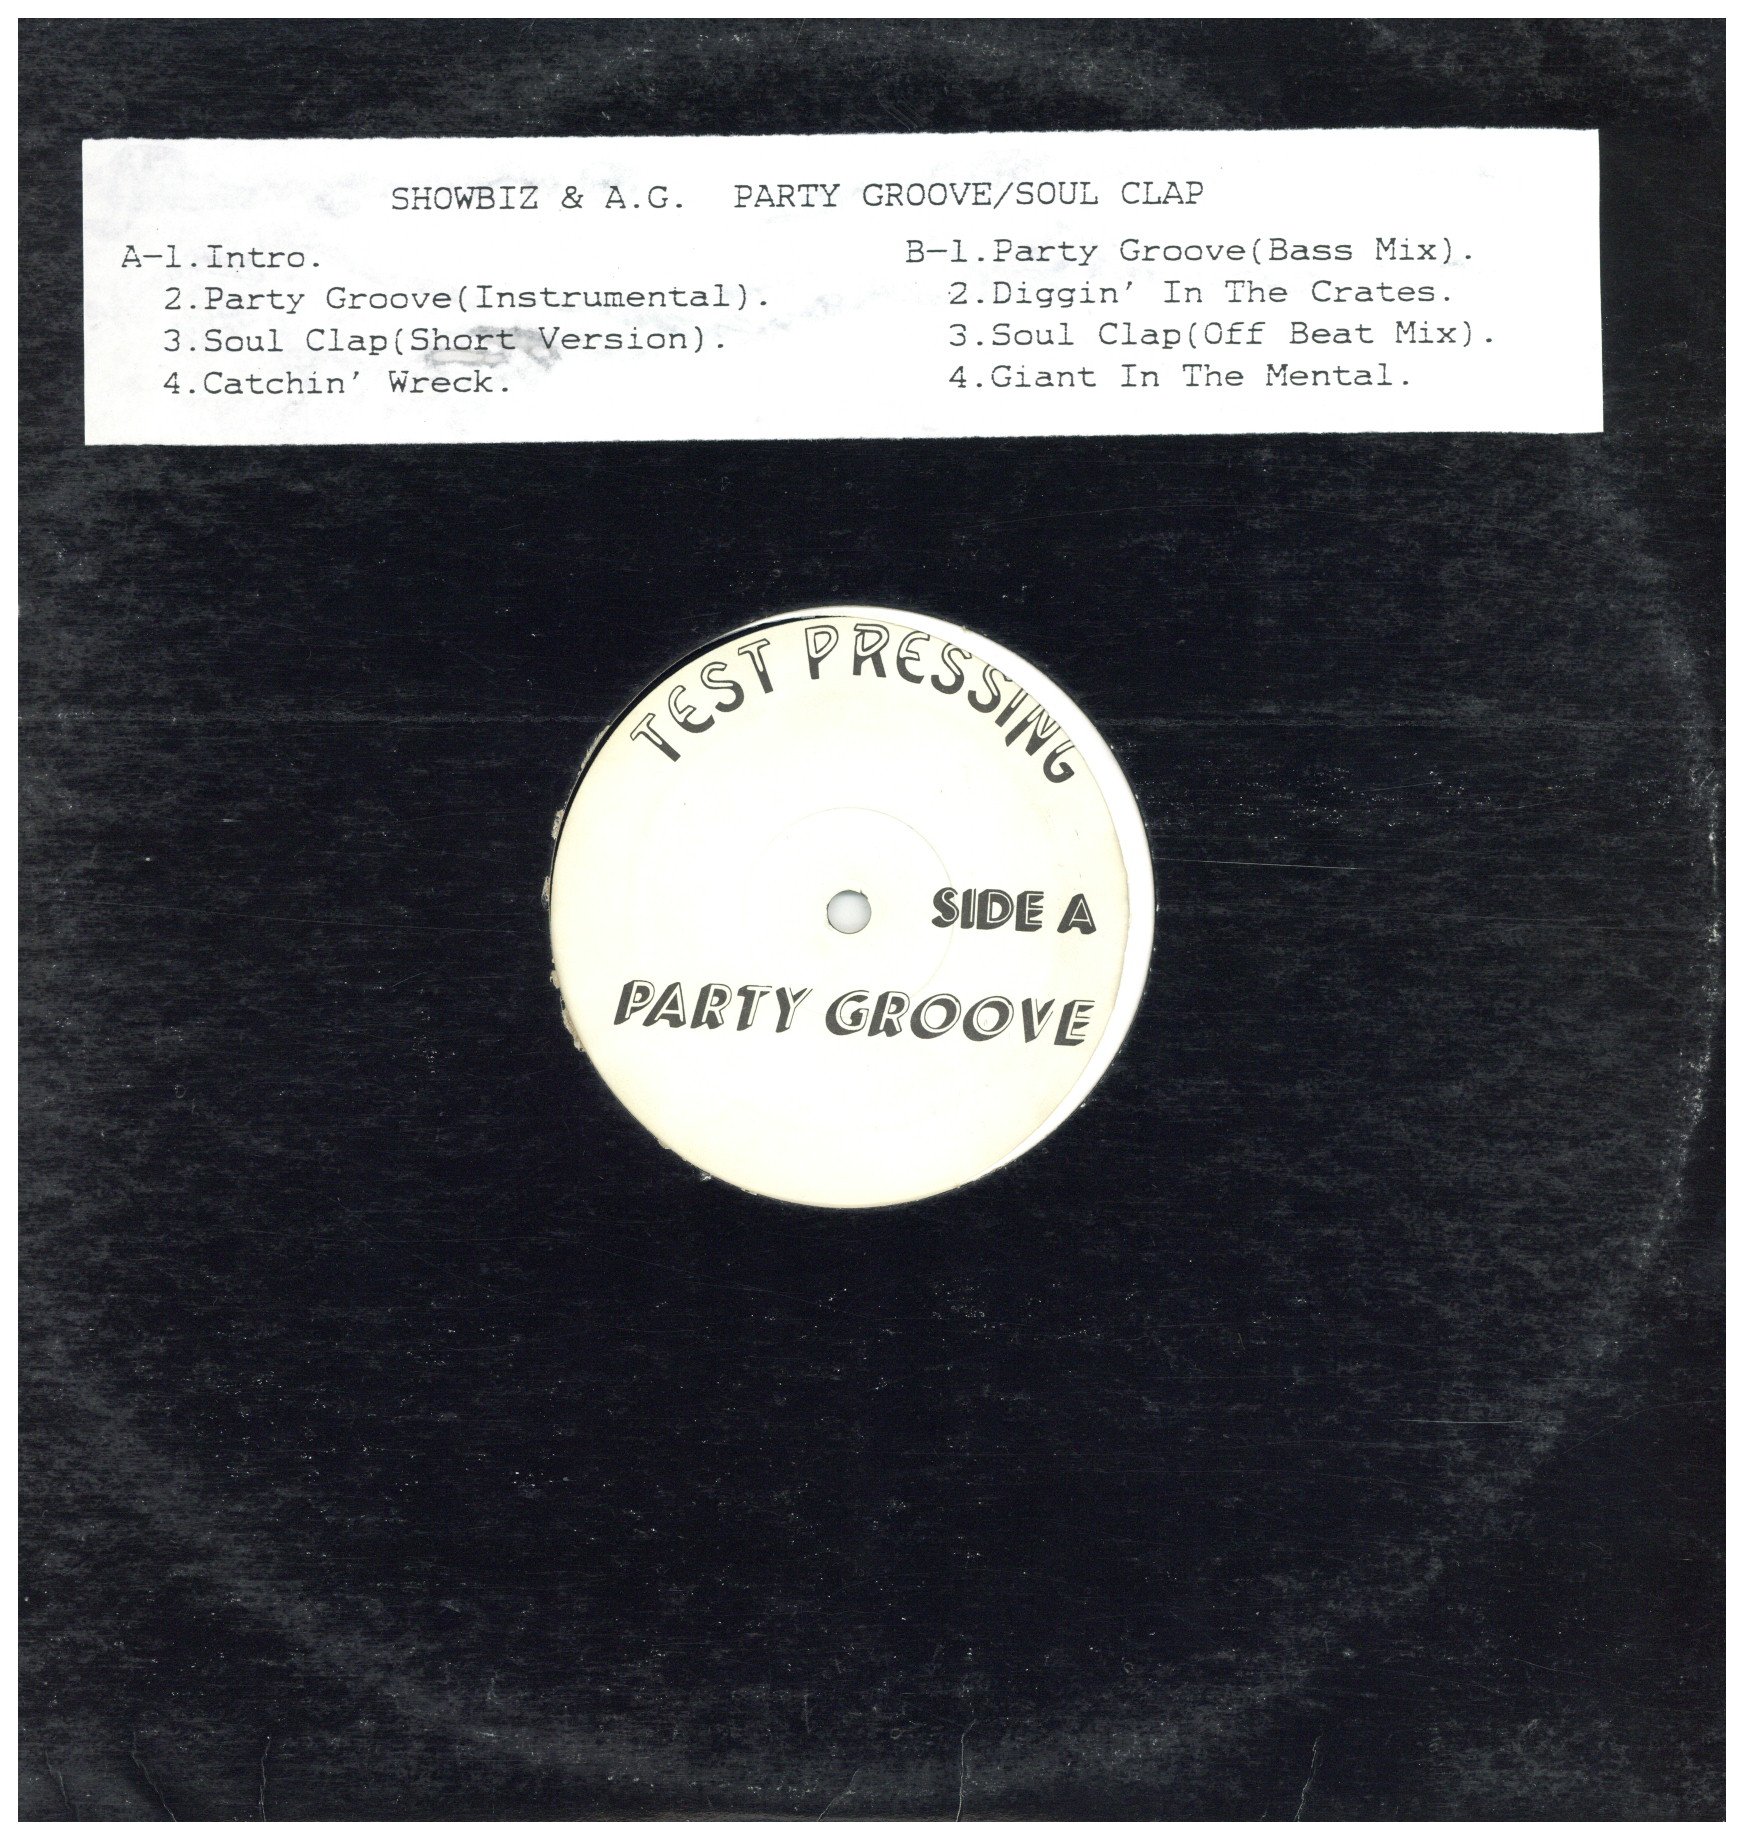 SHOWBIZ & A.G. PARTY GROOVE/SOUL CLAP
A-1.Intro.
2.Party Groove(Instrumental).
3.Soul Clap(Short Version).
4.Catchin' Wreck.
B-1.Party Groove(Bass Mix).
2.Diggin' In The Crates.
3.Soul Clap(Off Beat Mix).
4.Giant In The Mental.
TEST PRESSING
SIDE A
PARTY GROOVE